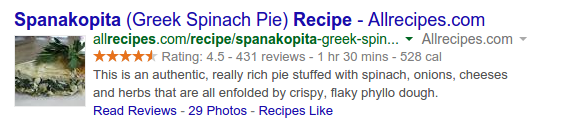 Spanakopita (Greek Spinach Pie) Recipe - Allrecipes.com
allrecipes.com/recipe/spanakopita-greek-spin... Allrecipes.com
Rating: 4.5 - 431 reviews - 1 hr 30 mins - 528 cal
This is an authentic, really rich pie stuffed with spinach, onions, cheeses
and herbs that are all enfolded by crispy, flaky phyllo dough.
Read Reviews - 29 Photos - Recipes Like